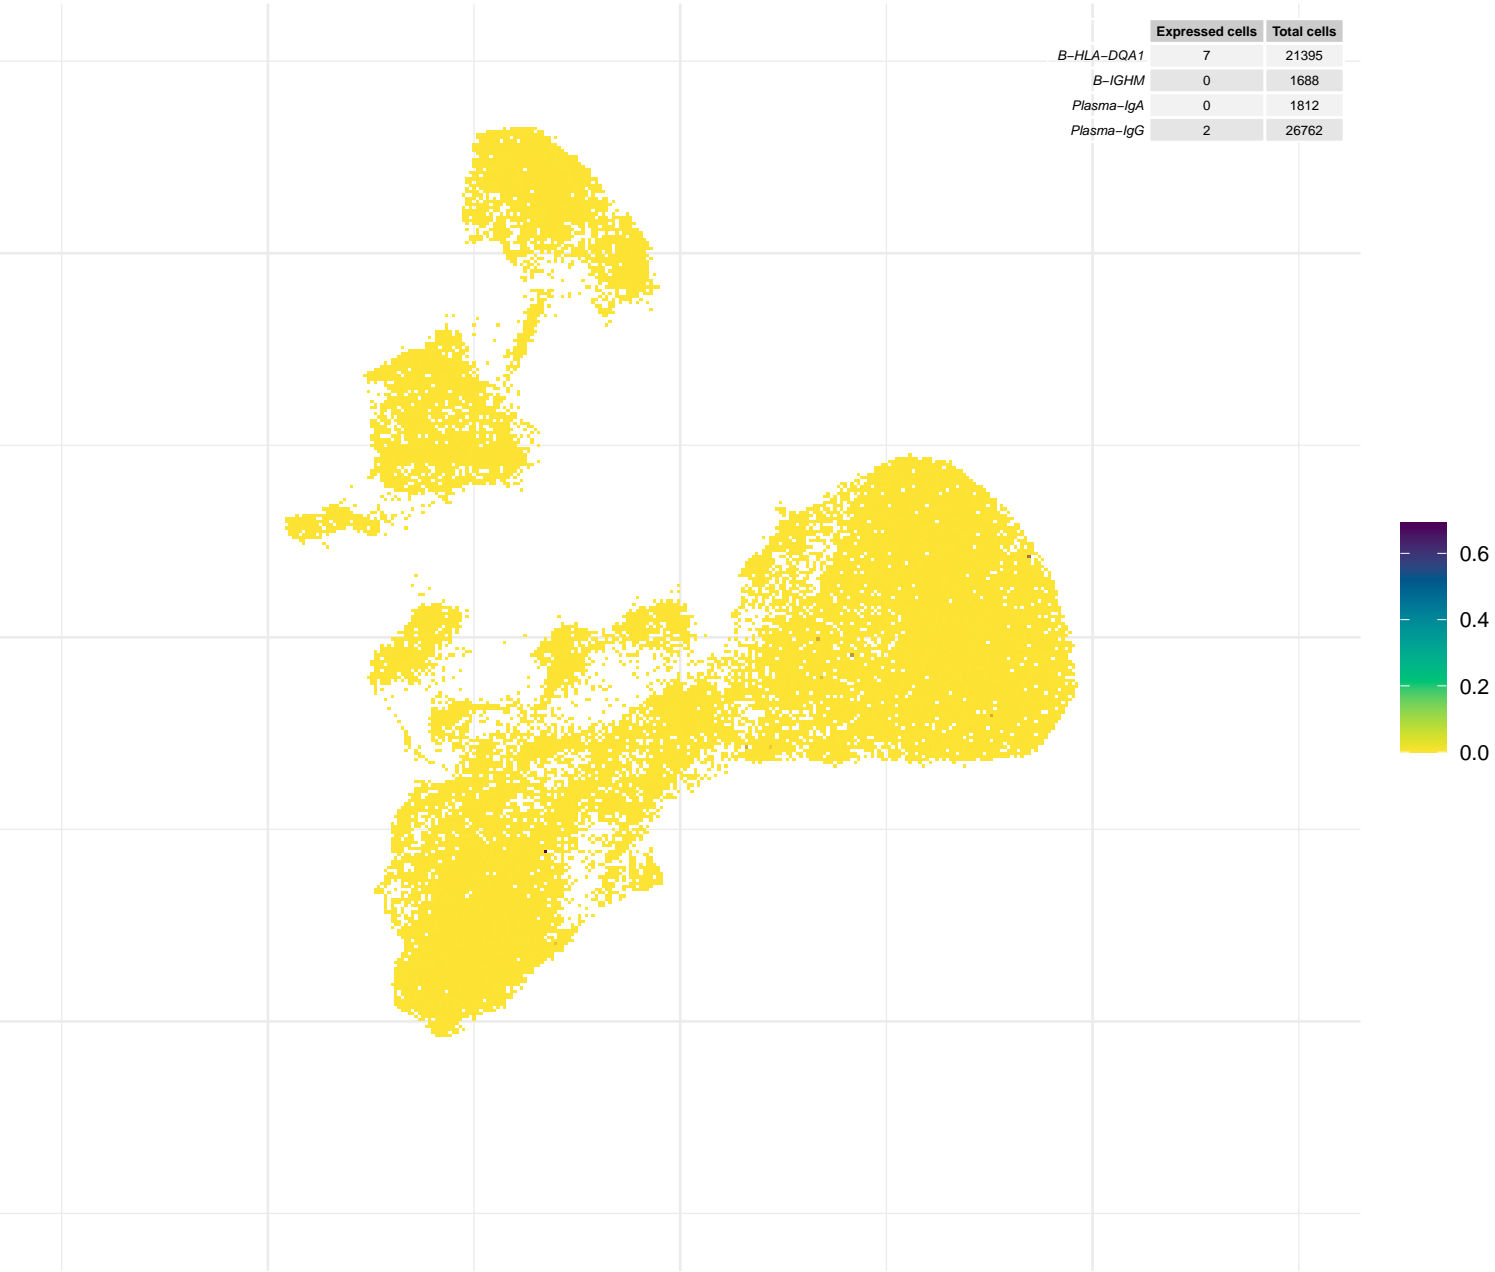 Expressed cells Total cells
B−HLA−DQA1 7 21395
B−IGHM 0 1688
Plasma−IgA 0 1812
Plasma−IgG 2 26762
0.6
0.4
0.2
0.0